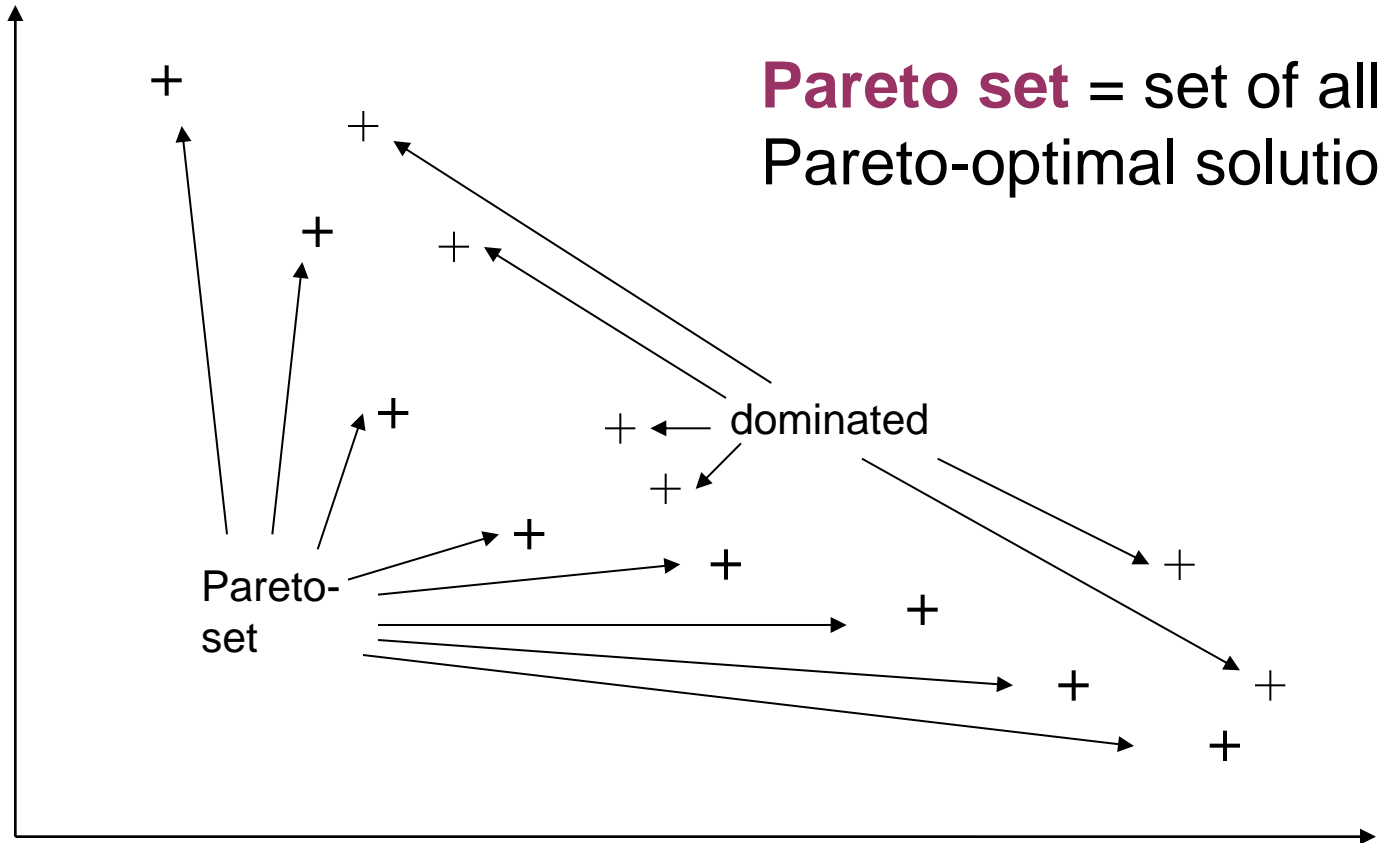 Pareto set = set of all
Pareto-optimal solutio
dominated
Pareto-
set